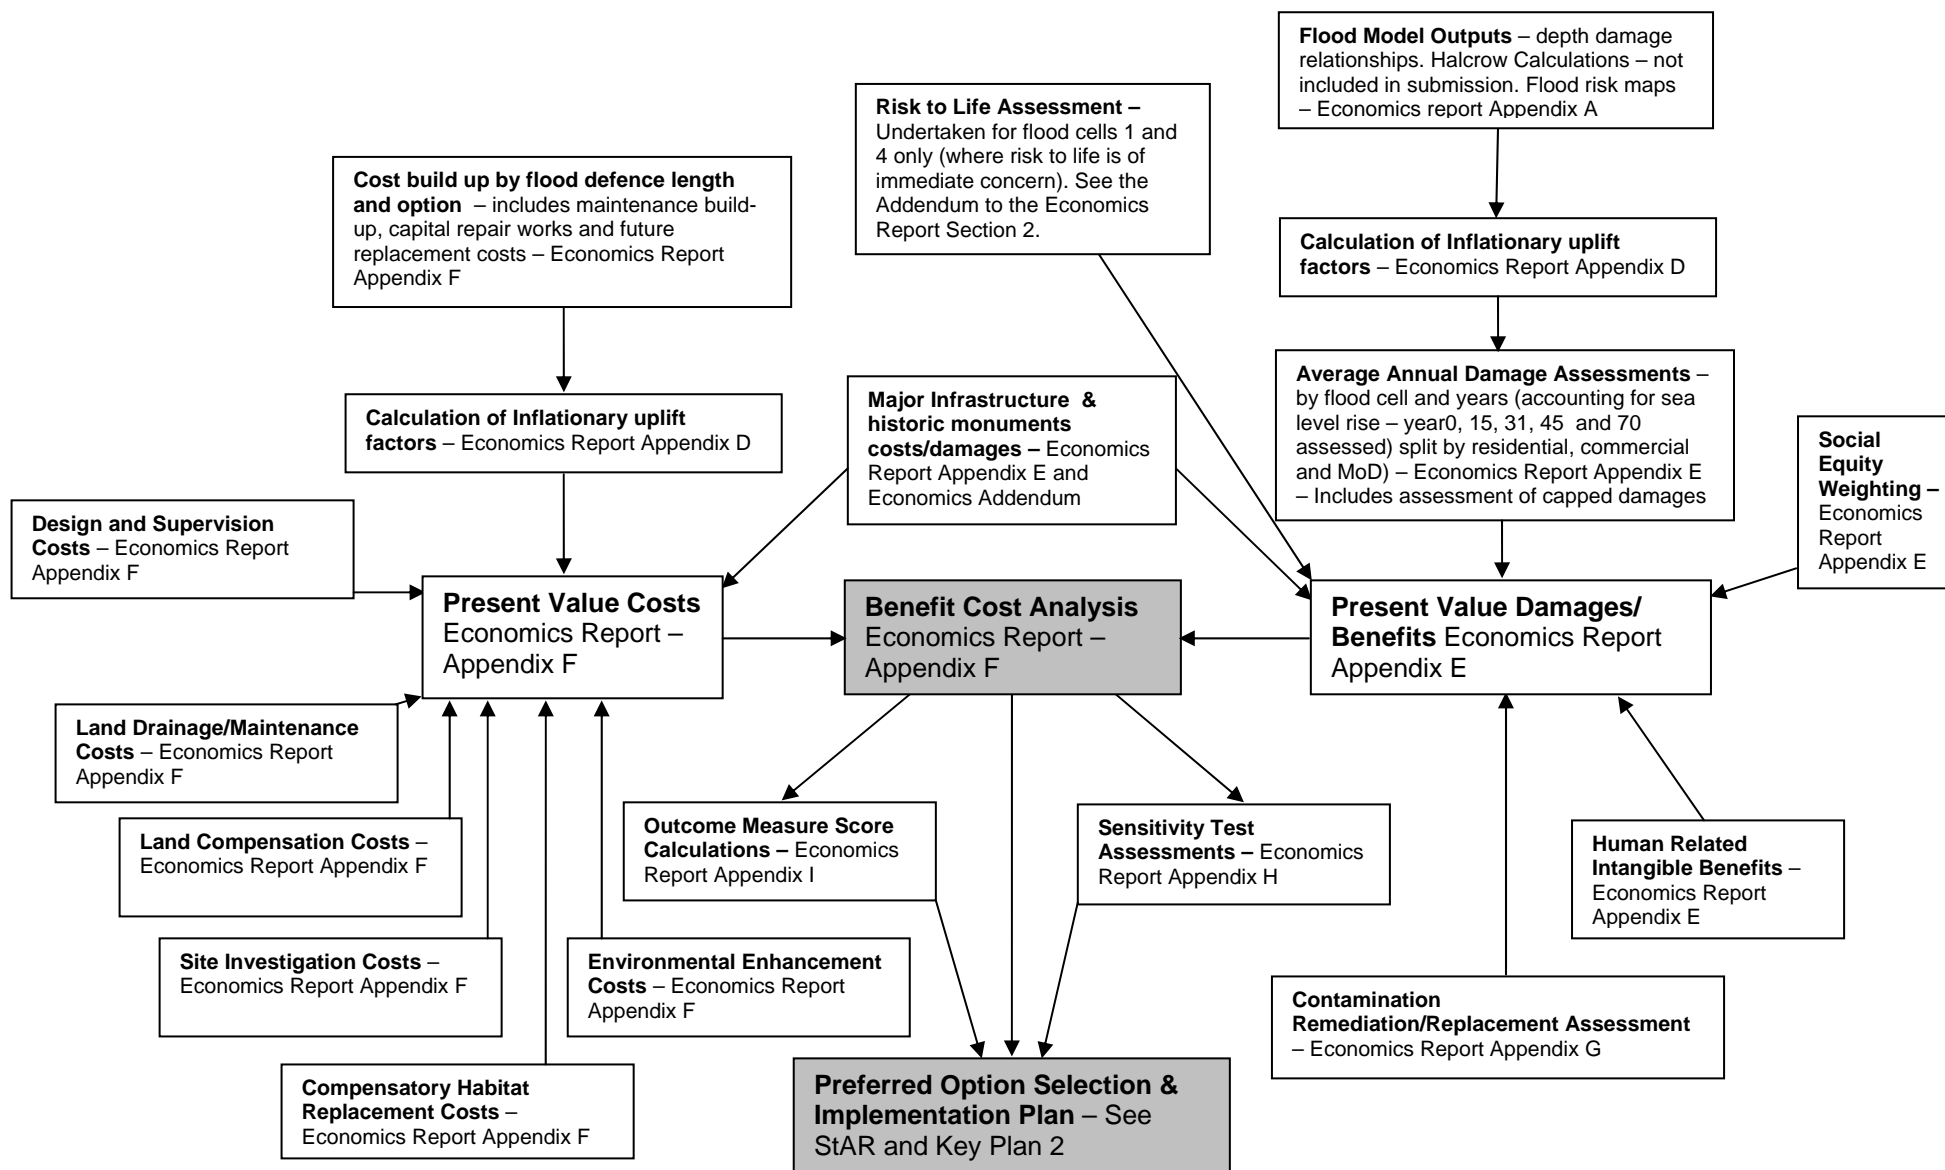 Flood Model Outputs – depth damage
relationships. Halcrow Calculations – not
included in submission. Flood risk maps
– Economics report Appendix A
Risk to Life Assessment –
Undertaken for flood cells 1 and
4 only (where risk to life is of
immediate concern). See the
Addendum to the Economics
Report Section 2.
Cost build up by flood defence length
and option – includes maintenance build-
up, capital repair works and future
replacement costs – Economics Report
Appendix F
Calculation of Inflationary uplift
factors – Economics Report Appendix D
Average Annual Damage Assessments –
by flood cell and years (accounting for sea
level rise – year0, 15, 31, 45 and 70
assessed) split by residential, commercial
and MoD) – Economics Report Appendix E
– Includes assessment of capped damages
Major Infrastructure &
historic monuments
costs/damages – Economics
Report Appendix E and
Economics Addendum
Calculation of Inflationary uplift
factors – Economics Report Appendix D
Social
Equity
Weighting –
Economics
Report
Appendix E
Design and Supervision
Costs – Economics Report
Appendix F
Present Value Costs
Economics Report –
Appendix F
Benefit Cost Analysis
Economics Report –
Appendix F
Present Value Damages/
Benefits Economics Report
Appendix E
Land Drainage/Maintenance
Costs – Economics Report
Appendix F
Land Compensation Costs –
Economics Report Appendix F
Outcome Measure Score
Calculations – Economics
Report Appendix I
Sensitivity Test
Assessments – Economics
Report Appendix H
Human Related
Intangible Benefits –
Economics Report
Appendix E
Site Investigation Costs –
Economics Report Appendix F
Environmental Enhancement
Costs – Economics Report
Appendix F
Contamination
Remediation/Replacement Assessment
– Economics Report Appendix G
Compensatory Habitat
Replacement Costs –
Economics Report Appendix F
Preferred Option Selection &
Implementation Plan – See
StAR and Key Plan 2